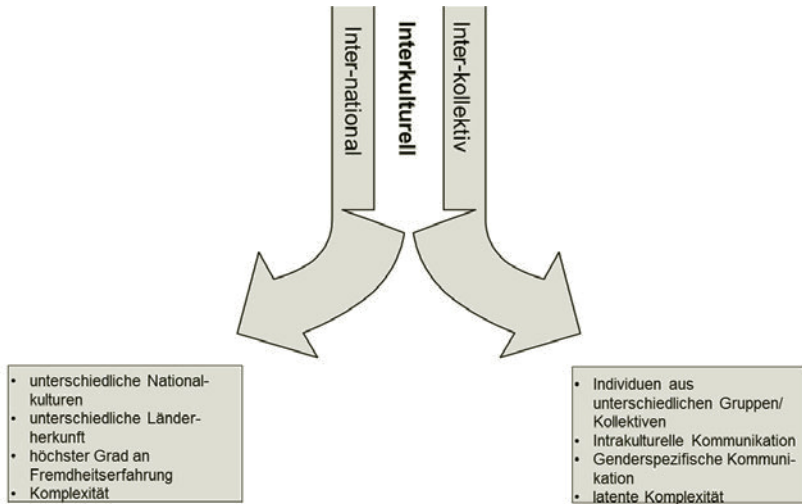 Inter-national
Interkulturell
Inter-kollektiv
• unterschiedliche National-
kulturen
• unterschiedliche Länder-
herkunft
• höchster Grad an
Fremdheitserfahrung
• Komplexität
• Individuen aus
unterschiedlichen Gruppen/
Kollektiven
• Intrakulturelle Kommunikation
• Genderspezifische Kommuni-
kation
• latente Komplexität